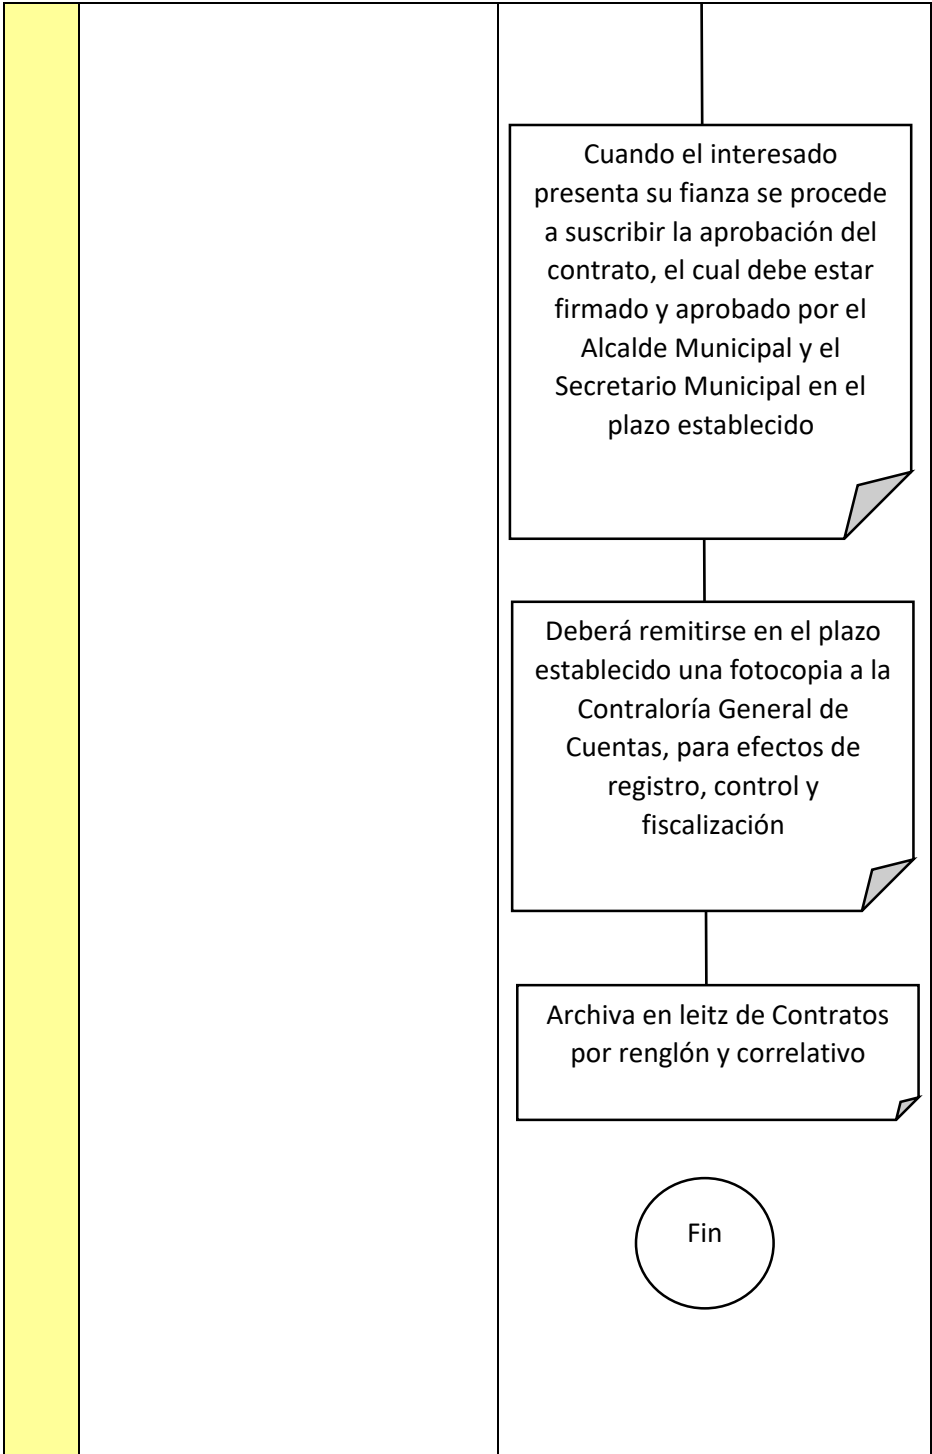 Cuando el interesado
presenta su fianza se procede
a suscribir la aprobación del
contrato, el cual debe estar
firmado y aprobado por el
Alcalde Municipal y el
Secretario Municipal en el
plazo establecido
Deberá remitirse en el plazo
establecido una fotocopia a la
Contraloría General de
Cuentas, para efectos de
registro, control y
fiscalización
Archiva en leitz de Contratos
por renglón y correlativo
Fin